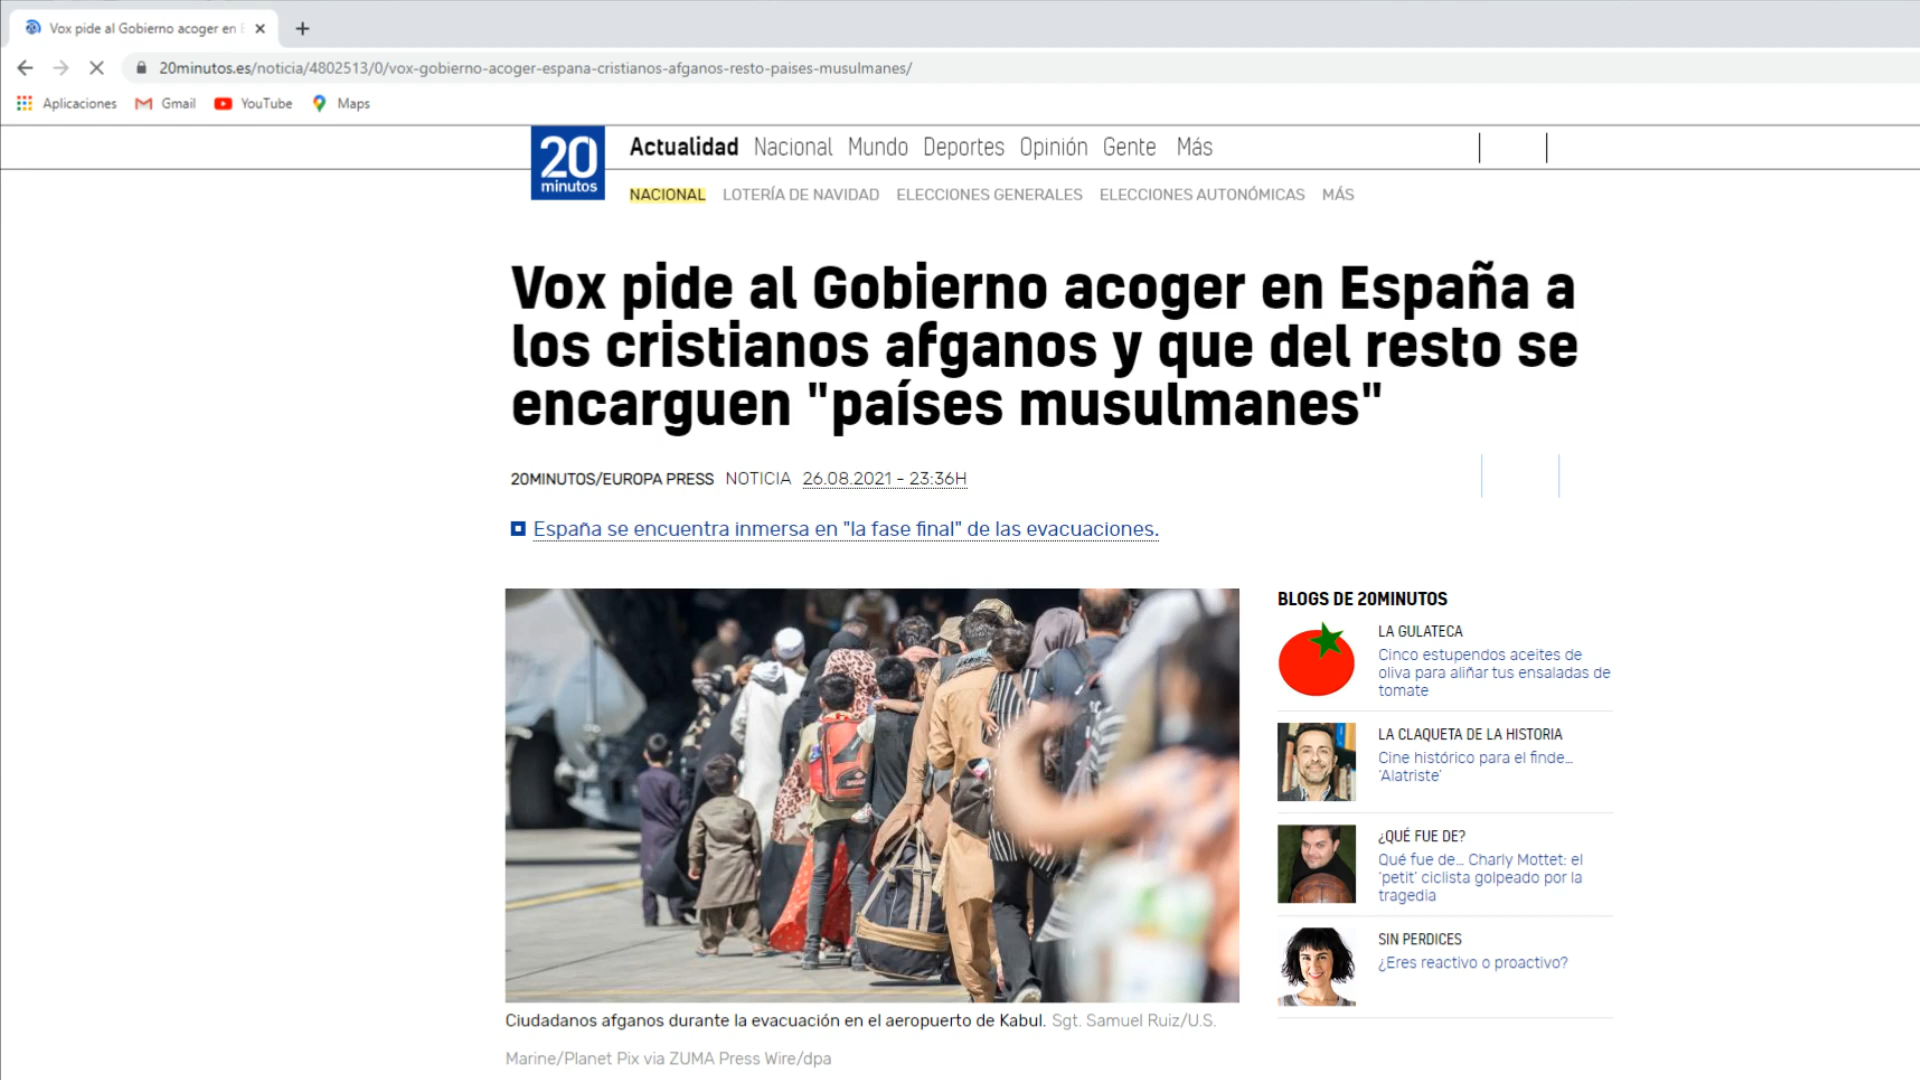 Vox pide al Gobierno acoger en
20minutos.es/noticia/4802513/0/vox-gobierno-acoger-espana-cristianos-afganos-resto-paises-musulmanes/
Aplicaciones Gmail YouTube Maps
20 minutos
Actualidad Nacional Mundo Deportes Opinión Gente Más
NACIONAL LOTERÍA DE NAVIDAD ELECCIONES GENERALES ELECCIONES AUTONÓMICAS MÁS
Vox pide al Gobierno acoger en España a
los cristianos afganos y que del resto se
encarguen "países musulmanes"
20MINUTOS/EUROPA PRESS NOTICIA 26.08.2021 - 23:36H
España se encuentra inmersa en "la fase final" de las evacuaciones.
Ciudadanos afganos durante la evacuación en el aeropuerto de Kabul. Sgt. Samuel Ruiz/U.S.
Marine/Planet Pix via ZUMA Press Wire/dpa
BLOGS DE 20MINUTOS
LA GULATECA
Cinco estupendos aceites de
oliva para aliñar tus ensaladas de
tomate
LA CLAQUETA DE LA HISTORIA
Cine histórico para el finde…
'Alatriste'
¿QUÉ FUE DE?
Qué fue de… Charly Mottet: el
'petit' ciclista golpeado por la
tragedia
SIN PERDICES
¿Eres reactivo o proactivo?